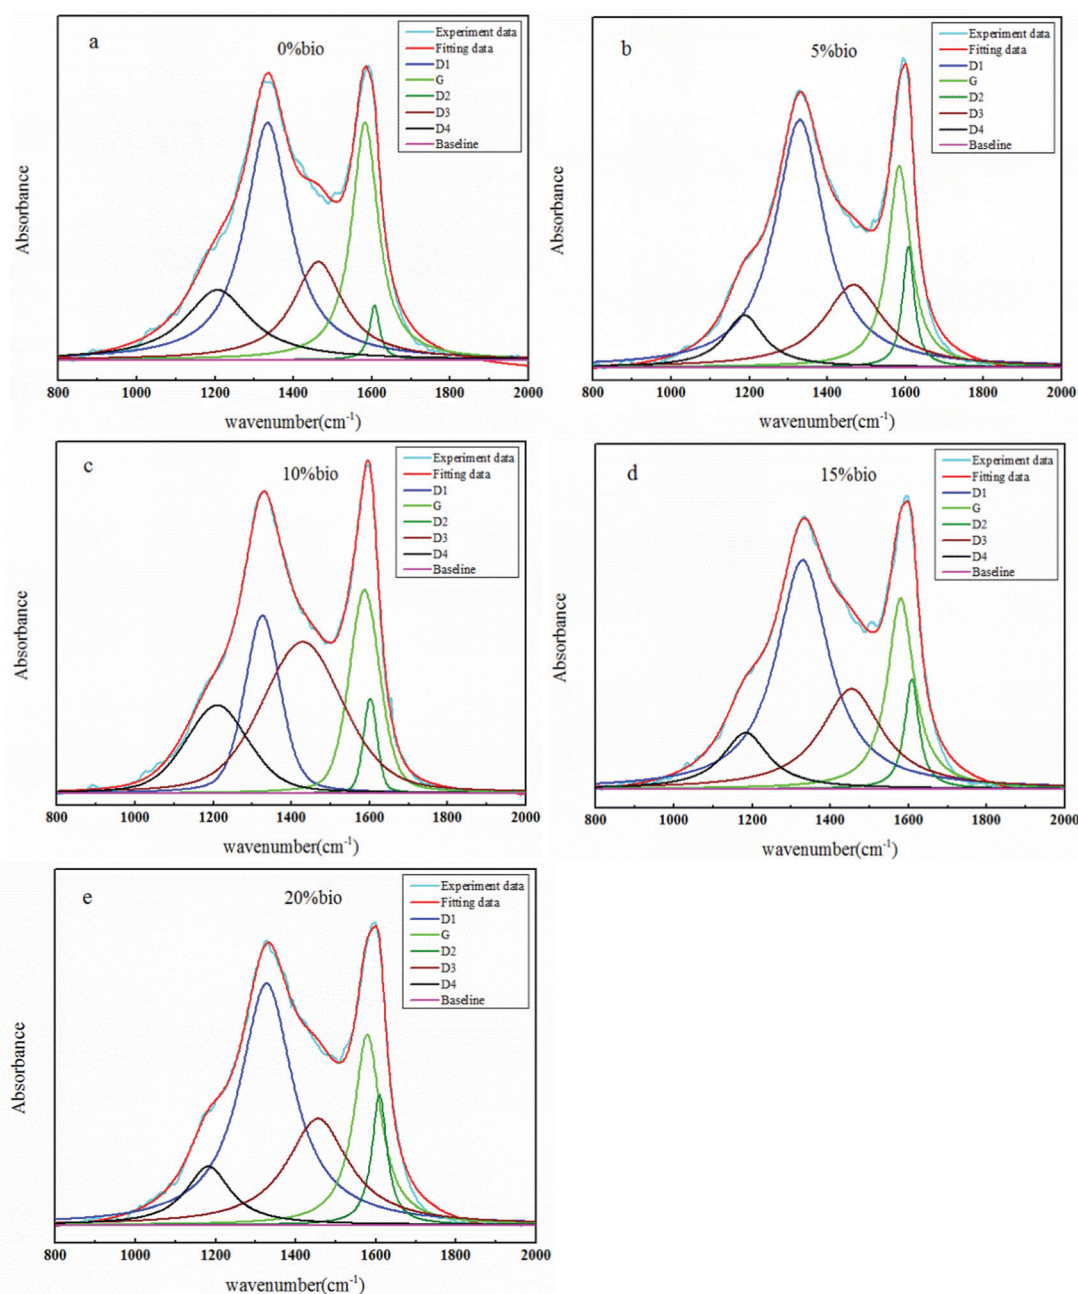 a
0%bio
Experiment data
Fitting data
D1
G
D2
D3
D4
Baseline
Absorbance
800 1000 1200 1400 1600 1800 2000
wavenumber(cm⁻¹)
b
5%bio
Experiment data
Fitting data
D1
G
D2
D3
D4
Baseline
Absorbance
800 1000 1200 1400 1600 1800 2000
wavenumber(cm⁻¹)
c
10%bio
Experiment data
Fitting data
D1
G
D2
D3
D4
Baseline
Absorbance
800 1000 1200 1400 1600 1800 2000
wavenumber(cm⁻¹)
d
15%bio
Experiment data
Fitting data
D1
G
D2
D3
D4
Baseline
Absorbance
800 1000 1200 1400 1600 1800 2000
wavenumber(cm⁻¹)
e
20%bio
Experiment data
Fitting data
D1
G
D2
D3
D4
Baseline
Absorbance
800 1000 1200 1400 1600 1800 2000
wavenumber(cm⁻¹)